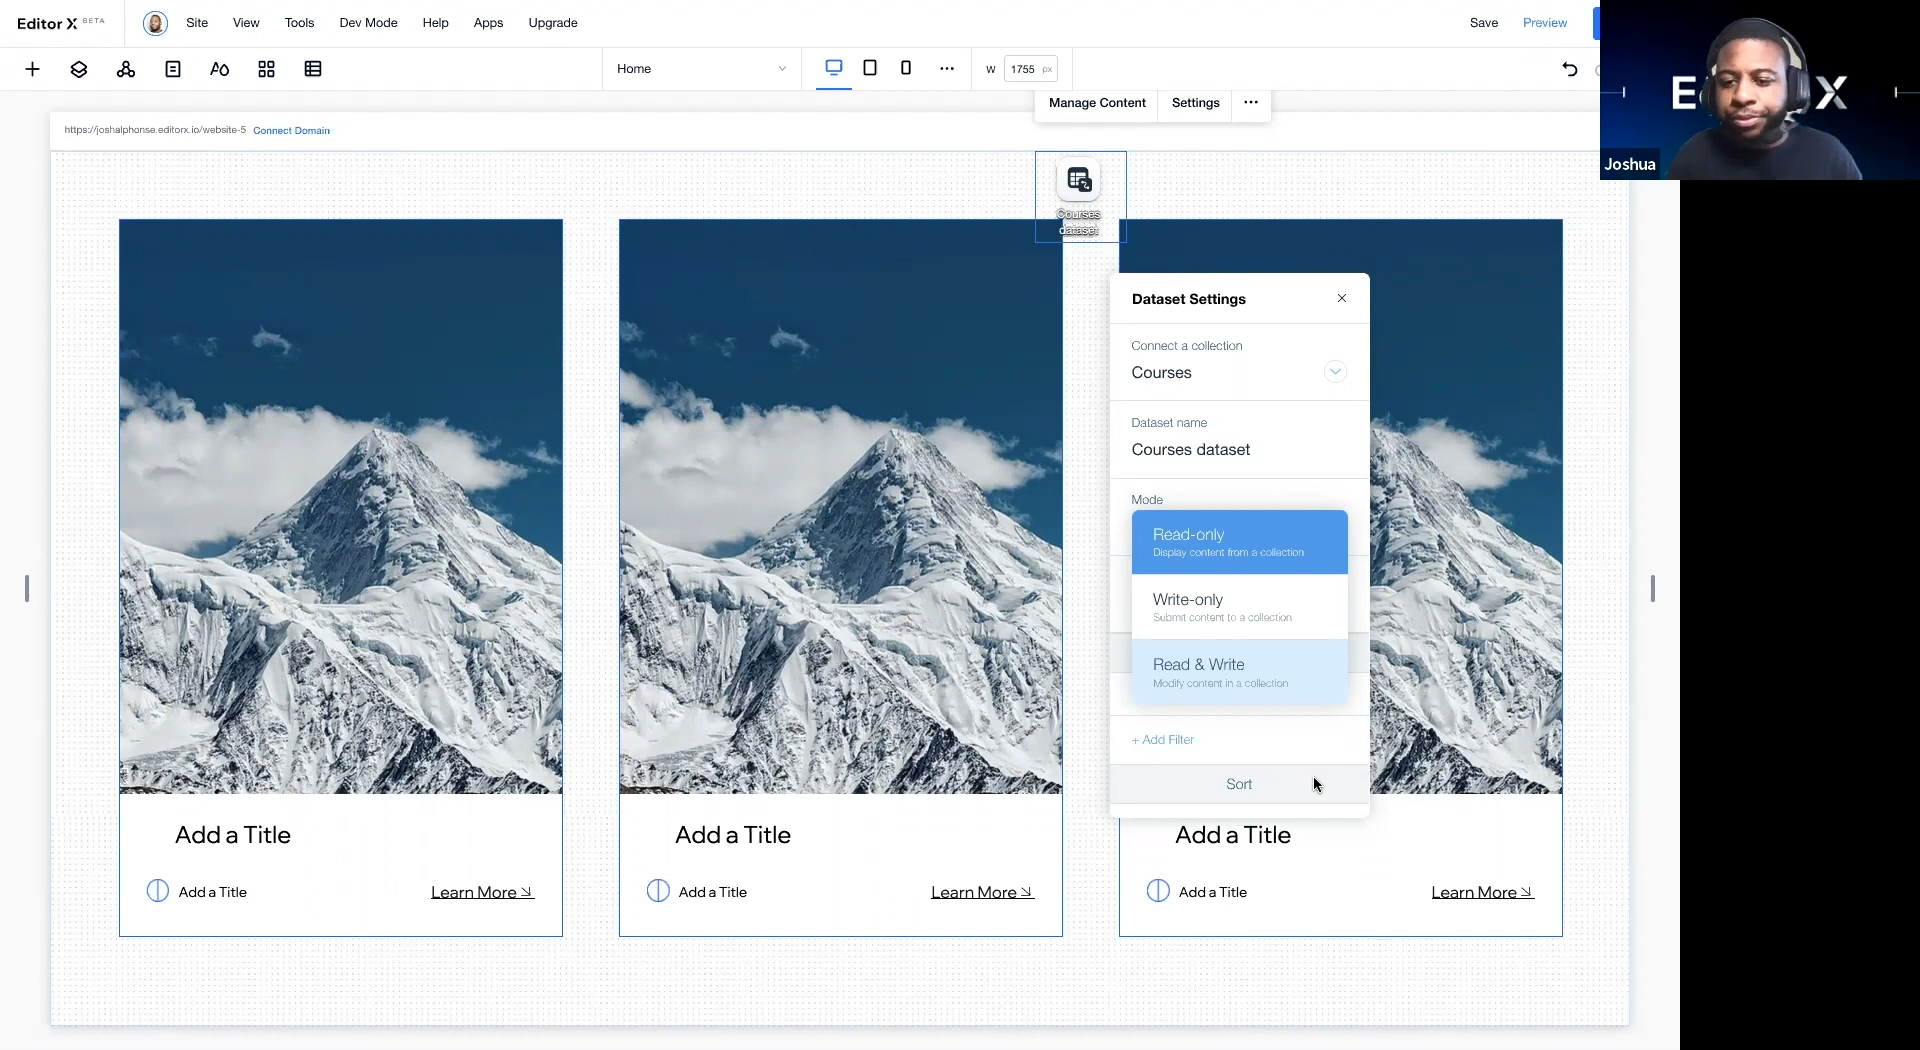 Editor X BETA
Site
View
Tools
Dev Mode
Help
Apps
Upgrade
Save
Preview
Home
W
1755
px
Manage Content
Settings
https://joshalphonse.editorx.io/website-5
Connect Domain
Courses
dataset
Joshua
Dataset Settings
Connect a collection
Courses
Dataset name
Courses dataset
Mode
Read-only
Display content from a collection
Write-only
Submit content to a collection
Read & Write
Modify content in a collection
+ Add Filter
Sort
Add a Title
Add a Title
Learn More
Add a Title
Add a Title
Learn More
Add a Title
Add a Title
Learn More